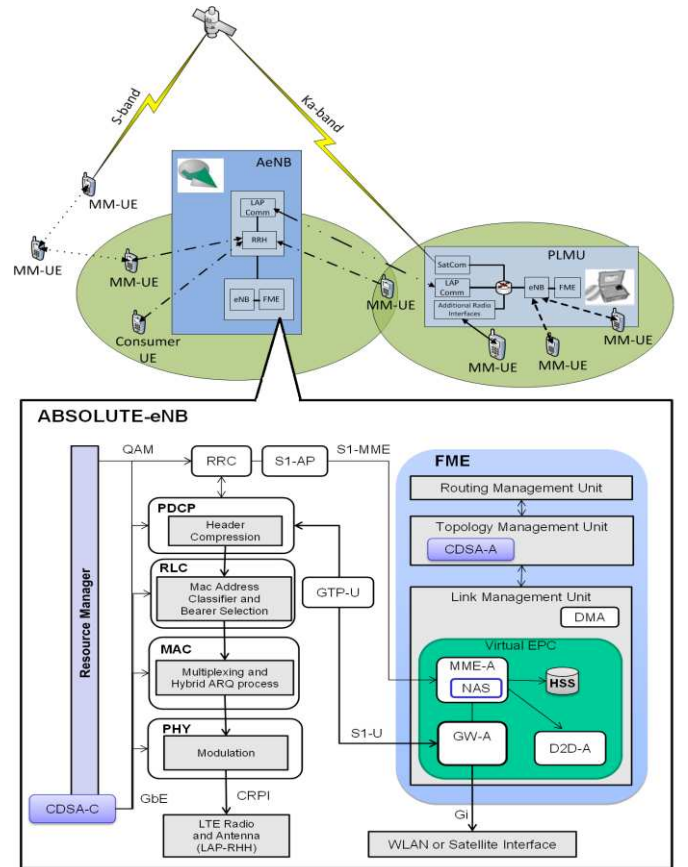 S-band
Ka-band
AeNB
LAP
Comm
RRH
eNB
FME
MM-UE
MM-UE
MM-UE
Consumer
UE
MM-UE
PLMU
SatCom
LAP
Comm
Additional Radio
Interfaces
eNB
FME
MM-UE
MM-UE
MM-UE
ABSOLUTE-eNB
QAM
RRC
S1-AP
S1-MME
FME
Routing Management Unit
Topology Management
Unit
CDSA-A
Link Management Unit
DMA
Virtual EPC
MME-A
NAS
HSS
GW-A
D2D-A
PDCP
Header
Compression
RLC
Mac Address
Classifier and
Bearer Selection
GTP-U
MAC
Multiplexing and
Hybrid ARQ process
PHY
Modulation
S1-U
Resource Manager
CDSA-C
GbE
CRPI
Gi
LTE Radio
and Antenna
(LAP-RHH)
WLAN or Satellite Interface